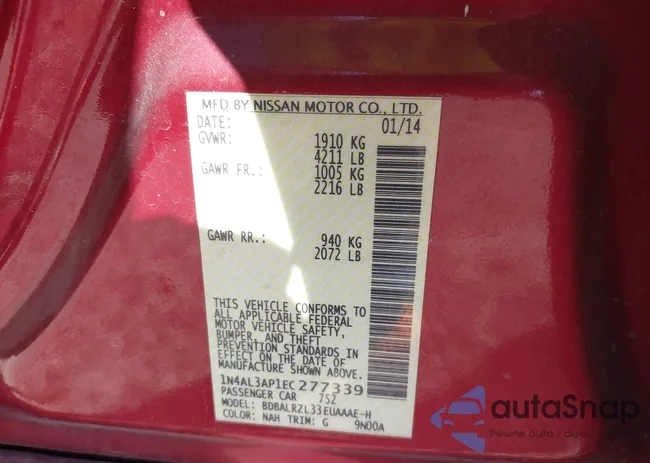 MFD BY NISSAN MOTOR CO., LTD.
DATE: 01/14
GVWR: 1910 KG
4211 LB
GAWR FR.: 1005 KG
2216 LB
GAWR RR.: 940 KG
2072 LB
THIS VEHICLE CONFORMS TO
ALL APPLICABLE FEDERAL
MOTOR VEHICLE SAFETY,
BUMPER, AND THEFT
PREVENTION STANDARDS IN
EFFECT ON THE DATE OF
MANUFACTURE SHOWN ABOVE.
1N4AL3AP1EC277339
PASSENGER CAR 752
MODEL: BDBALRZL33EUAAAE-H
COLOR: NAH TRIM: G 9N00A
autoSnap
Pewne auto z aukcji